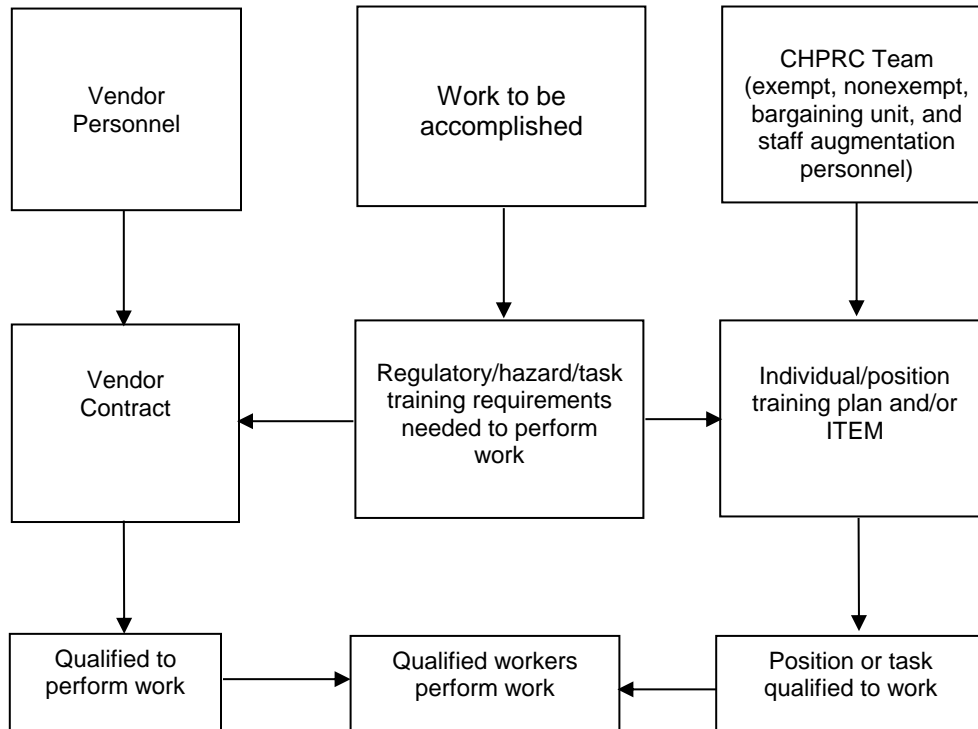 Vendor
Personnel
Work to be
accomplished
CHPRC Team
(exempt, nonexempt,
bargaining unit, and
staff augmentation
personnel)
Vendor
Contract
Regulatory/hazard/task
training requirements
needed to perform
work
Individual/position
training plan and/or
ITEM
Qualified to
perform work
Qualified workers
perform work
Position or task
qualified to work